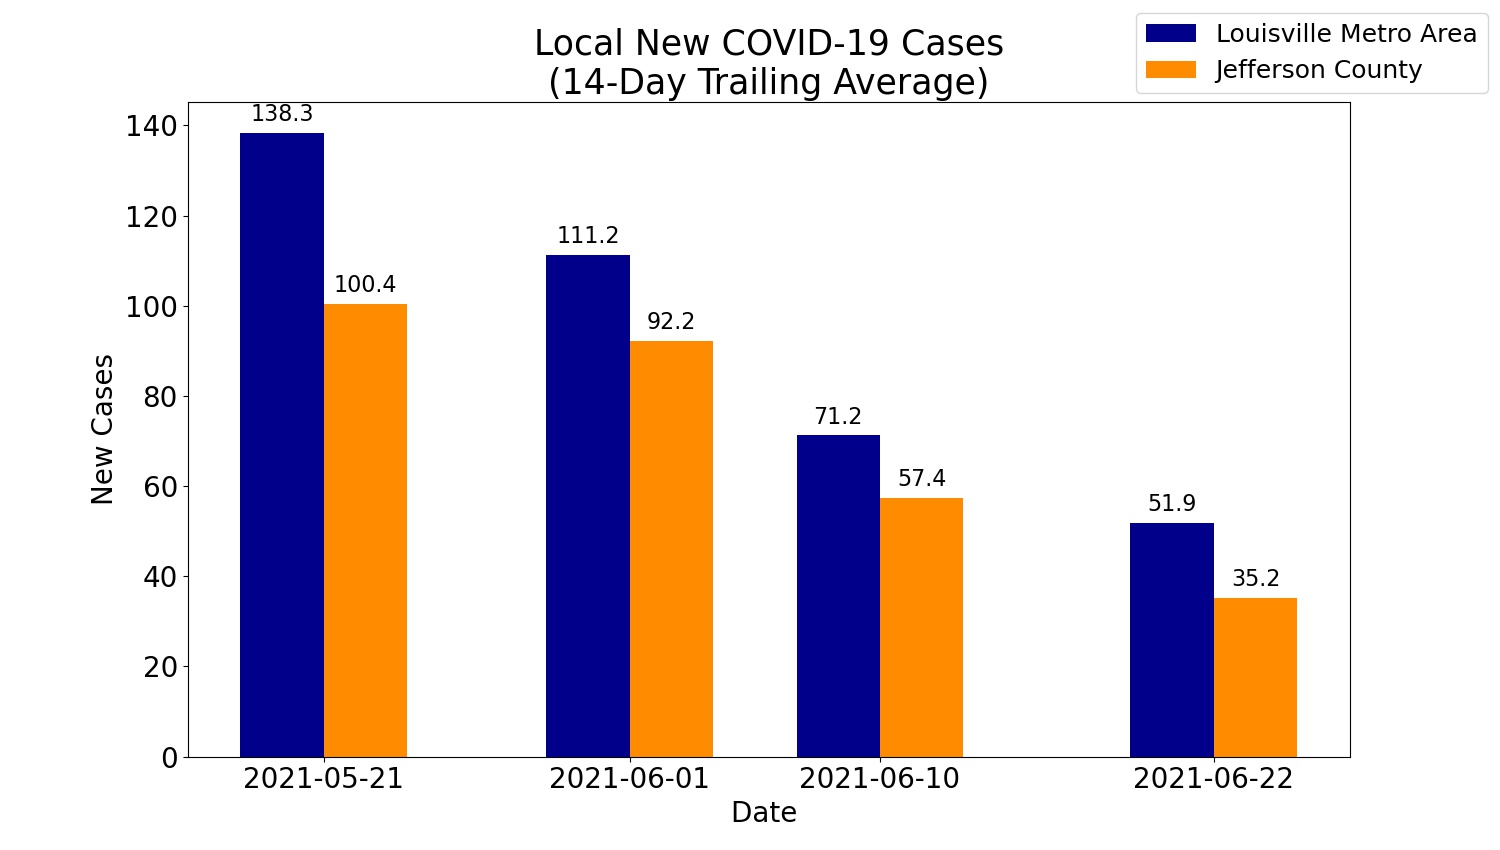 Local New COVID-19 Cases
(14-Day Trailing Average)
Louisville Metro Area
Jefferson County
New Cases
140
120
100
80
60
40
20
0
138.3
100.4
111.2
92.2
71.2
57.4
51.9
35.2
2021-05-21 2021-06-01 2021-06-10 2021-06-22
Date